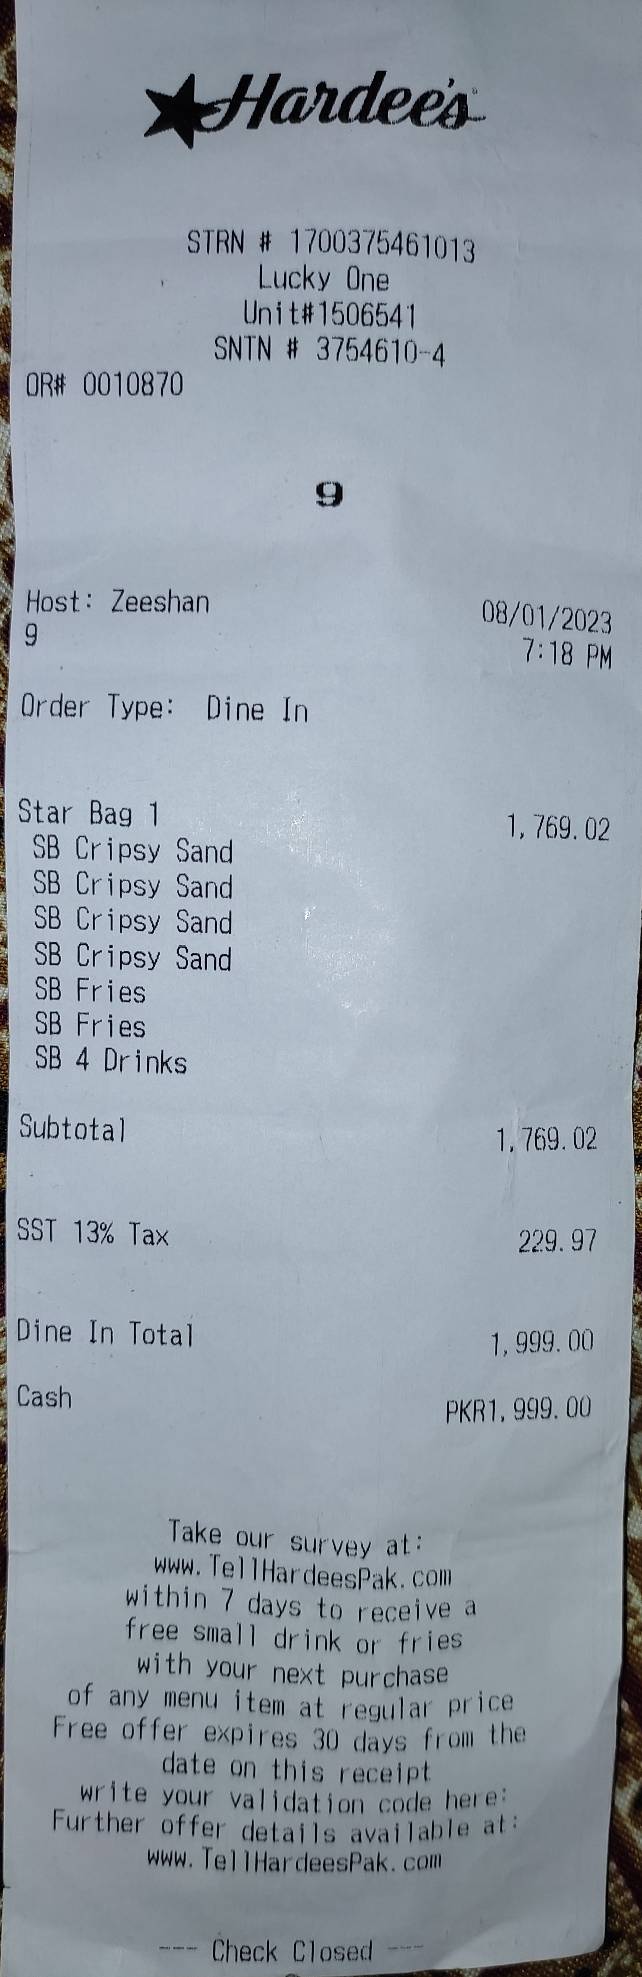 Hardee's
STRN # 1700375461013
Lucky One
Unit#1506541
SNTN # 3754610-4
OR# 0010870
9
Host: Zeeshan 08/01/2023
9 7:18 PM
Order Type: Dine In
Star Bag 1 1,769.02
SB Cripsy Sand
SB Cripsy Sand
SB Cripsy Sand
SB Cripsy Sand
SB Fries
SB Fries
SB 4 Drinks
Subtotal 1,769.02
SST 13% Tax 229.97
Dine In Total 1,999.00
Cash PKR1,999.00
Take our survey at:
www.TellHardeesPak.com
within 7 days to receive a
free small drink or fries
with your next purchase
of any menu item at regular price
Free offer expires 30 days from the
date on this receipt
write your validation code here:
Further offer details available at:
www.TellHardeesPak.com
--- Check Closed ---